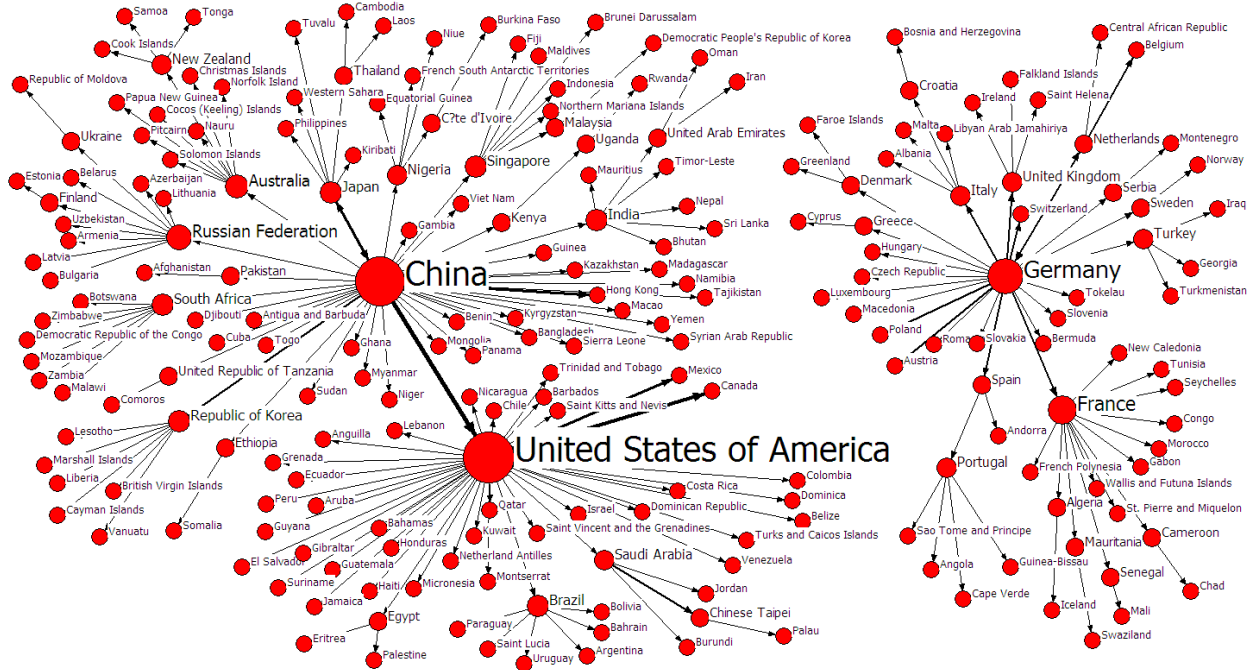 Samoa
Tonga
Cook Islands
New Zealand
Christmas Islands
Norfolk Island
Republic of Moldova
Papua New Guinea
Cocos (Keeling) Islands
Ukraine
Pitcairn
Nauru
Solomon Islands
Australia
Tuvalu
Cambodia
Laos
Thailand
Western Sahara
Philippines
Kiribati
Japan
Niue
Burkina Faso
French South Antarctic Territories
Equatorial Guinea
C?te d'Ivoire
Nigeria
Fiji
Brunei Darussalam
Maldives
Democratic People's Republic of Korea
Indonesia
Northern Mariana Islands
Malaysia
Singapore
Oman
Rwanda
Iran
Uganda
United Arab Emirates
Timor-Leste
Mauritius
Nepal
India
Sri Lanka
Bhutan
Estonia
Belarus
Azerbaijan
Lithuania
Finland
Uzbekistan
Russian Federation
Armenia
Latvia
Bulgaria
Afghanistan
Pakistan
Viet Nam
Gambia
Kenya
Guinea
China
Kazakhstan
Madagascar
Namibia
Hong Kong
Tajikistan
Macao
Yemen
Syrian Arab Republic
Kyrgyzstan
Benin
Bangladesh
Sierra Leone
Mongolia
Panama
Botswana
South Africa
Zimbabwe
Djibouti
Antigua and Barbuda
Democratic Republic of the Congo
Cuba
Togo
Ghana
Mozambique
Zambia
Malawi
United Republic of Tanzania
Comoros
Sudan
Myanmar
Niger
Republic of Korea
Lesotho
Ethiopia
Marshall Islands
Liberia
British Virgin Islands
Cayman Islands
Vanuatu
Somalia
Trinidad and Tobago
Mexico
Canada
Nicaragua
Barbados
Chile
Saint Kitts and Nevis
Anguilla
Lebanon
United States of America
Grenada
Ecuador
Peru
Aruba
Guyana
Costa Rica
Colombia
Dominica
Belize
Qatar
Israel
Dominican Republic
Bahamas
Kuwait
Saint Vincent and the Grenadines
Turks and Caicos Islands
Gibraltar
Honduras
El Salvador
Guatemala
Netherland Antilles
Saudi Arabia
Venezuela
Suriname
Haiti
Micronesia
Montserrat
Jamaica
Jordan
Egypt
Brazil
Bolivia
Chinese Taipei
Paraguay
Bahrain
Palau
Eritrea
Saint Lucia
Argentina
Burundi
Palestine
Uruguay
Bosnia and Herzegovina
Central African Republic
Belgium
Croatia
Falkland Islands
Ireland
Saint Helena
Faroe Islands
Malta
Libyan Arab Jamahiriya
Netherlands
Montenegro
Greenland
Albania
Denmark
Italy
United Kingdom
Serbia
Norway
Switzerland
Sweden
Iraq
Cyprus
Greece
Turkey
Hungary
Czech Republic
Germany
Georgia
Luxembourg
Tokelau
Turkmenistan
Macedonia
Slovenia
Poland
Slovakia
Bermuda
Austria
New Caledonia
Tunisia
Spain
Seychelles
France
Andorra
Congo
Morocco
Portugal
French Polynesia
Gabon
Wallis and Futuna Islands
Algeria
St. Pierre and Miquelon
Sao Tome and Principe
Mauritania
Cameroon
Angola
Guinea-Bissau
Senegal
Chad
Cape Verde
Iceland
Mali
Swaziland